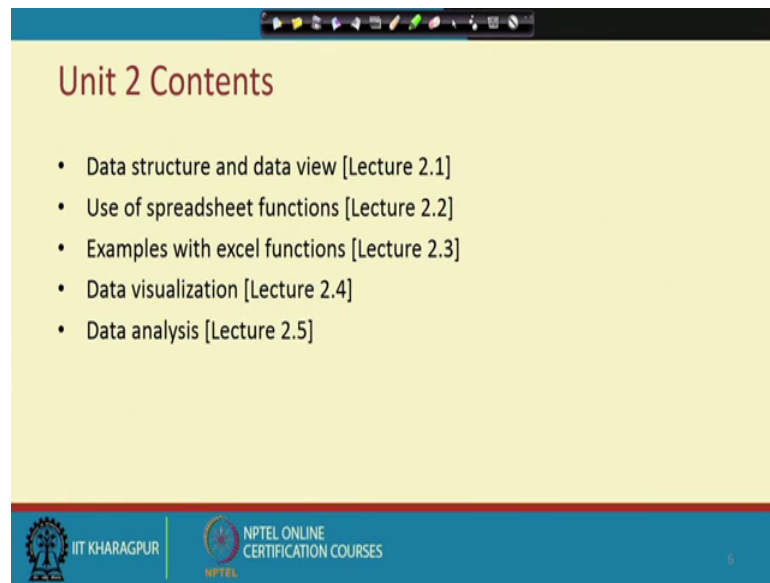 Unit 2 Contents
• Data structure and data view [Lecture 2.1]
• Use of spreadsheet functions [Lecture 2.2]
• Examples with excel functions [Lecture 2.3]
• Data visualization [Lecture 2.4]
• Data analysis [Lecture 2.5]
IIT KHARAGPUR
NPTEL
NPTEL ONLINE
CERTIFICATION COURSES
6